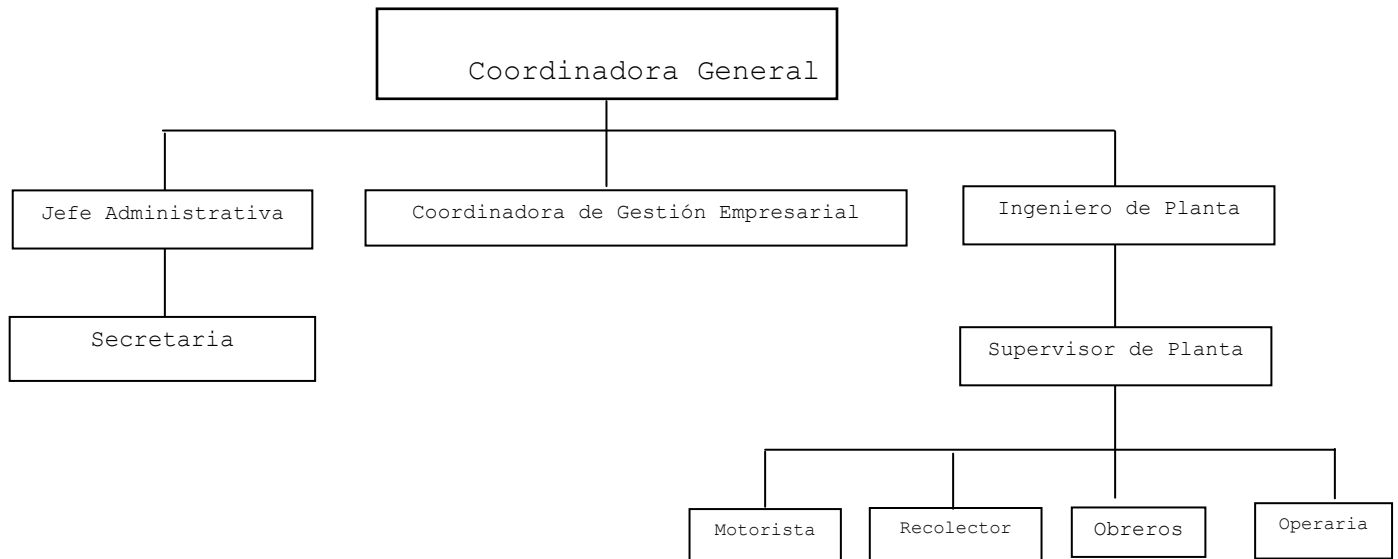 Coordinadora General
Jefe Administrativa
Coordinadora de Gestión Empresarial
Ingeniero de Planta
Secretaria
Supervisor de Planta
Motorista
Recolector
Obreros
Operaria